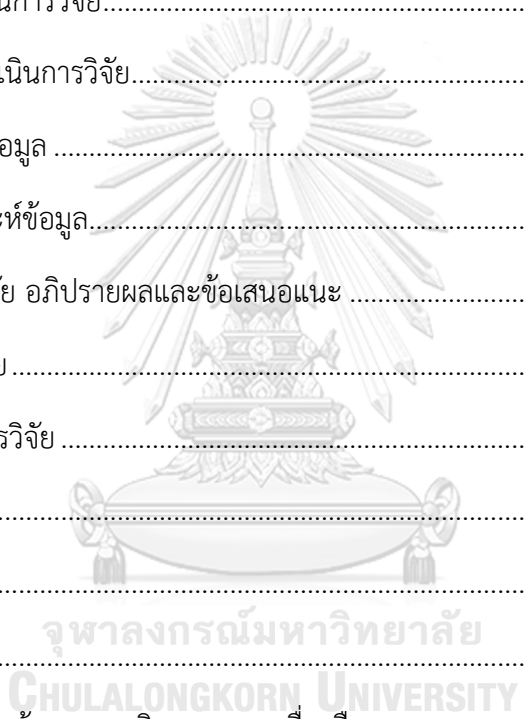 นการวิจัย..............................................................
เนินการวิจัย..........................................................
อมูล ....................................................................
ะห์ข้อมูล...............................................................
ัย อภิปรายผลและข้อเสนอแนะ .........................
ย ........................................................................
รวิจัย ..................................................................
............................................................................
............................................................................
จุฬาลงกรณ์มหาวิทยาลัย
............................................................................
CHULALONGKORN UNIVERSITY